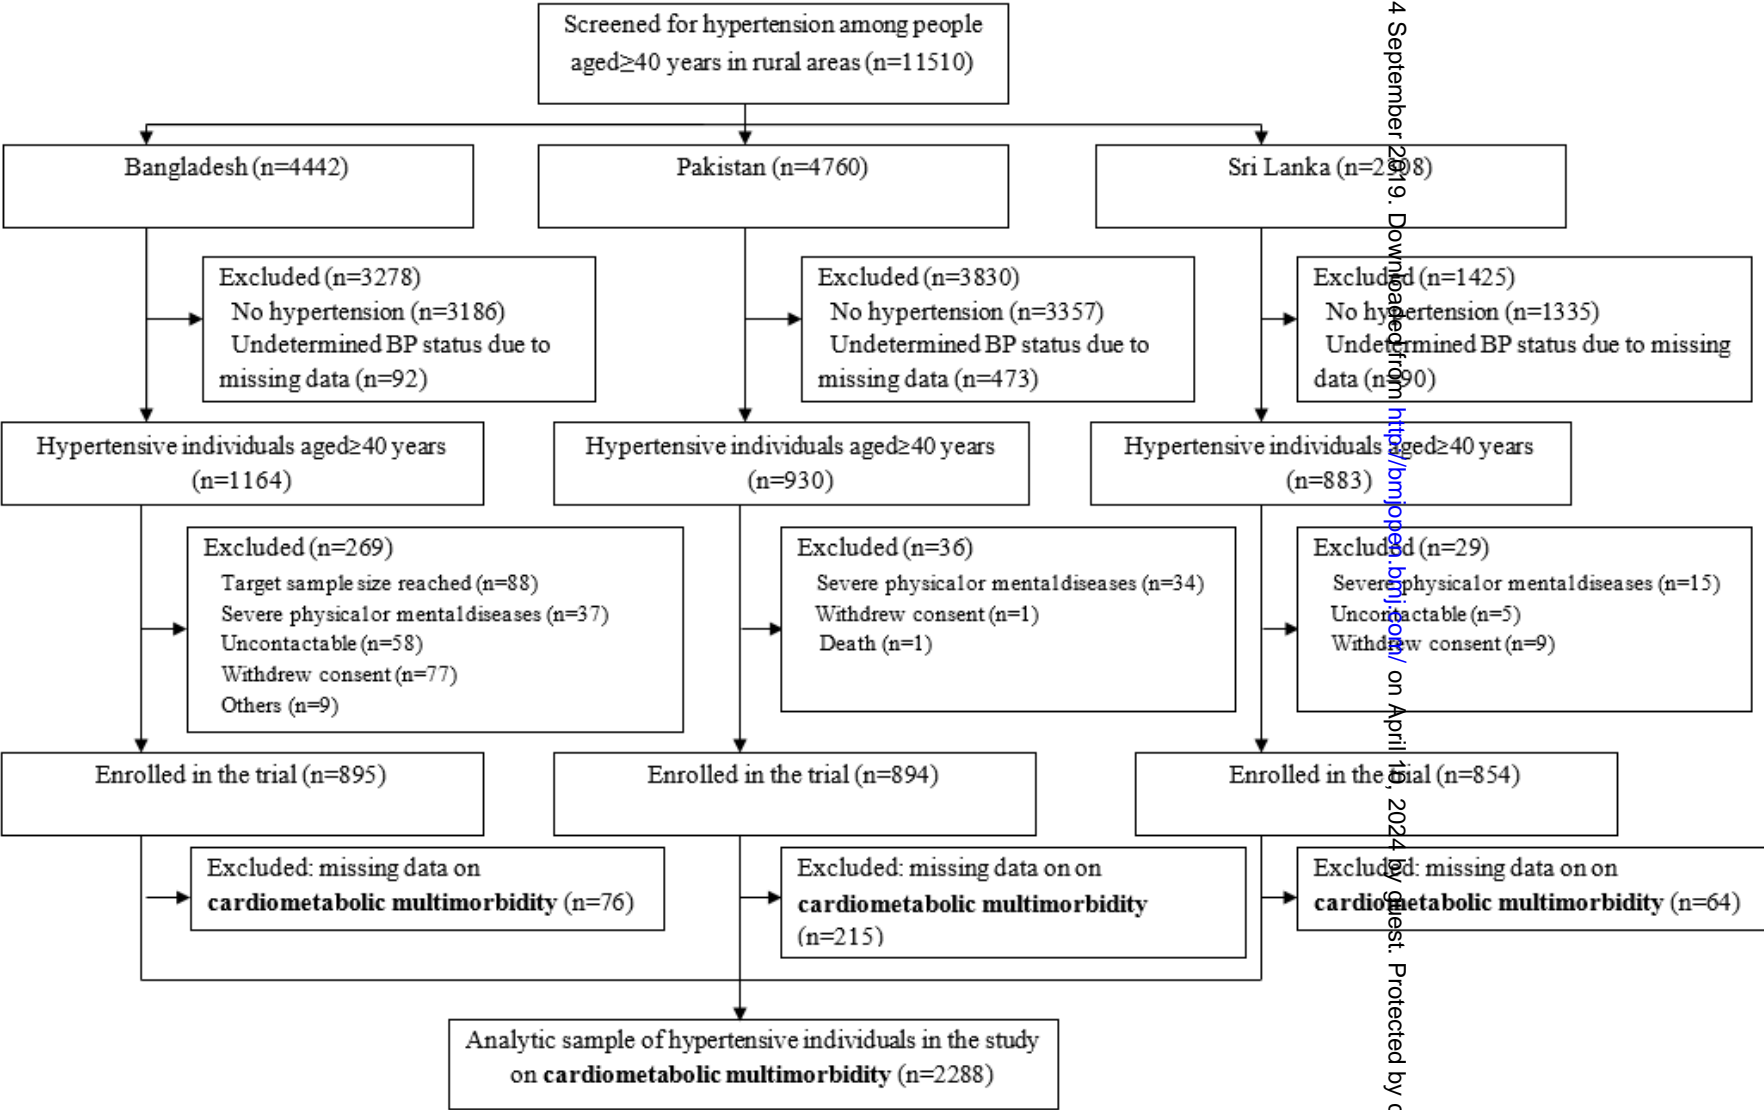 Screened for hypertension among people
aged≥40 years in rural areas (n=11510)
Bangladesh (n=4442)
Pakistan (n=4760)
Sri Lanka (n=2308)
Excluded (n=3278)
No hypertension (n=3186)
Undetermined BP status due to
missing data (n=92)
Excluded (n=3830)
No hypertension (n=3357)
Undetermined BP status due to
missing data (n=473)
Excluded (n=1425)
No hypertension (n=1335)
Undetermined BP status due to missing
data (n=90)
Hypertensive individuals aged≥40 years
(n=1164)
Hypertensive individuals aged≥40 years
(n=930)
Hypertensive individuals aged≥40 years
(n=883)
Excluded (n=269)
Target sample size reached (n=88)
Severe physical or mental diseases (n=37)
Uncontactable (n=58)
Withdrew consent (n=77)
Others (n=9)
Excluded (n=36)
Severe physical or mental diseases (n=34)
Withdrew consent (n=1)
Death (n=1)
Excluded (n=29)
Severe physical or mental diseases (n=15)
Uncontactable (n=5)
Withdrew consent (n=9)
Enrolled in the trial (n=895)
Enrolled in the trial (n=894)
Enrolled in the trial (n=854)
Excluded: missing data on
cardiometabolic multimorbidity (n=76)
Excluded: missing data on on
cardiometabolic multimorbidity
(n=215)
Excluded: missing data on on
cardiometabolic multimorbidity (n=64)
Analytic sample of hypertensive individuals in the study
on cardiometabolic multimorbidity (n=2288)
4 September 2019. Downloaded from http://bmjopen.bmj.com/ on April 16, 2024 by guest. Protected by